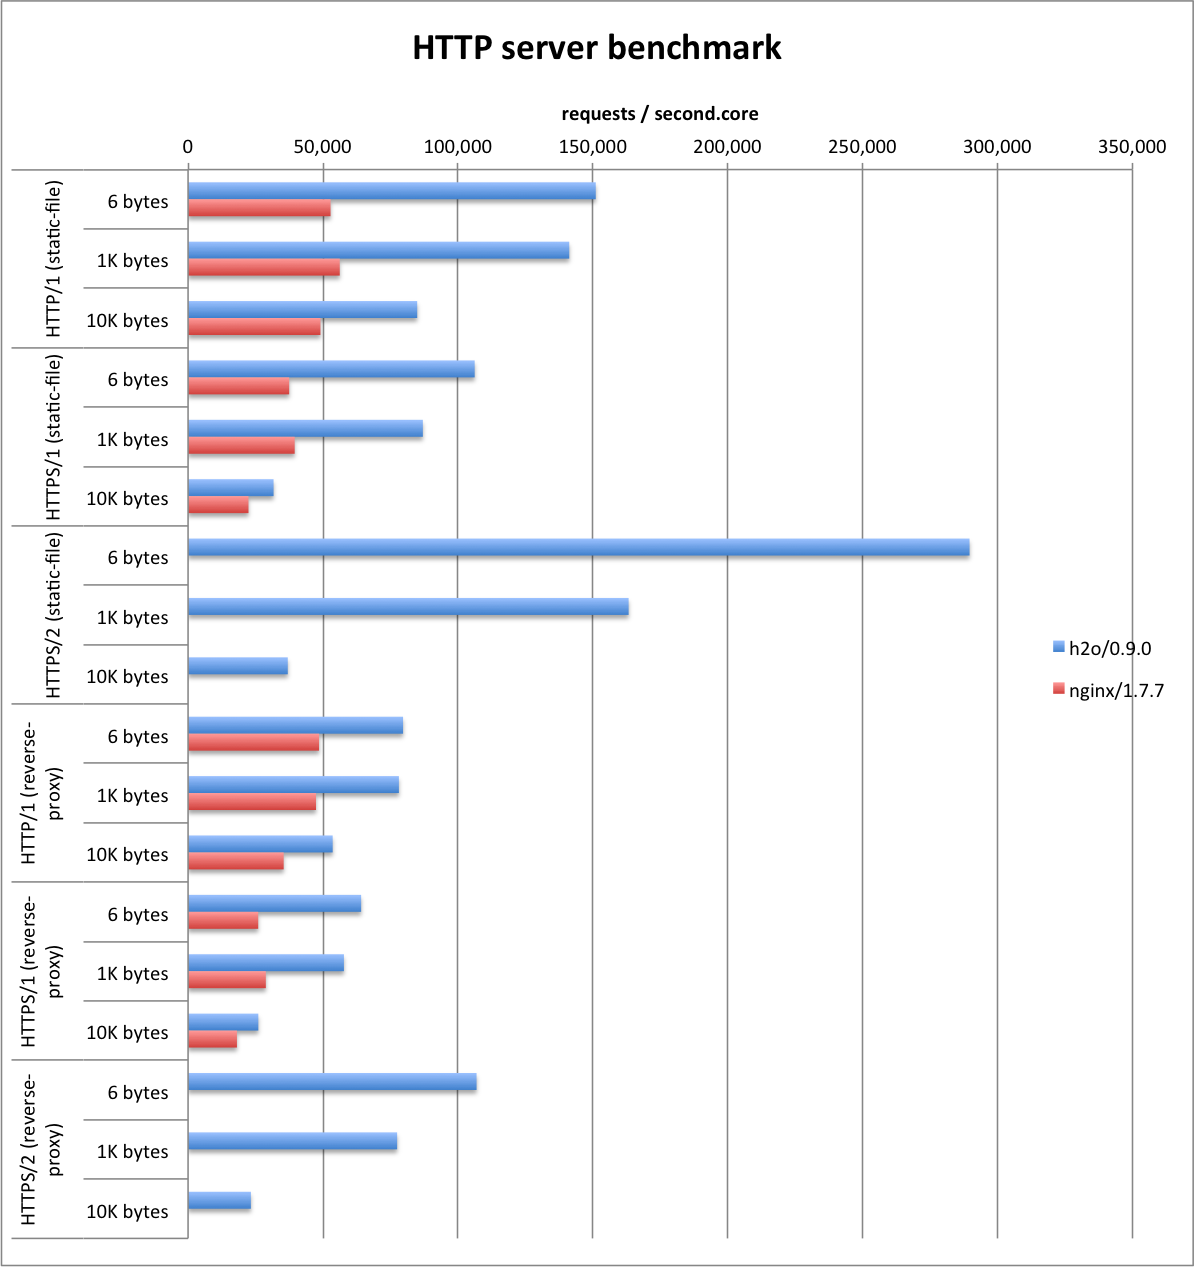 HTTP server benchmark
requests / second.core
0 50,000 100,000 150,000 200,000 250,000 300,000 350,000
HTTP/1 (static-file)
6 bytes
1K bytes
10K bytes
HTTPS/1 (static-file)
6 bytes
1K bytes
10K bytes
HTTPS/2 (static-file)
6 bytes
1K bytes
10K bytes
h2o/0.9.0
nginx/1.7.7
HTTP/1 (reverse-
proxy)
6 bytes
1K bytes
10K bytes
HTTPS/1 (reverse-
proxy)
6 bytes
1K bytes
10K bytes
HTTPS/2 (reverse-
proxy)
6 bytes
1K bytes
10K bytes